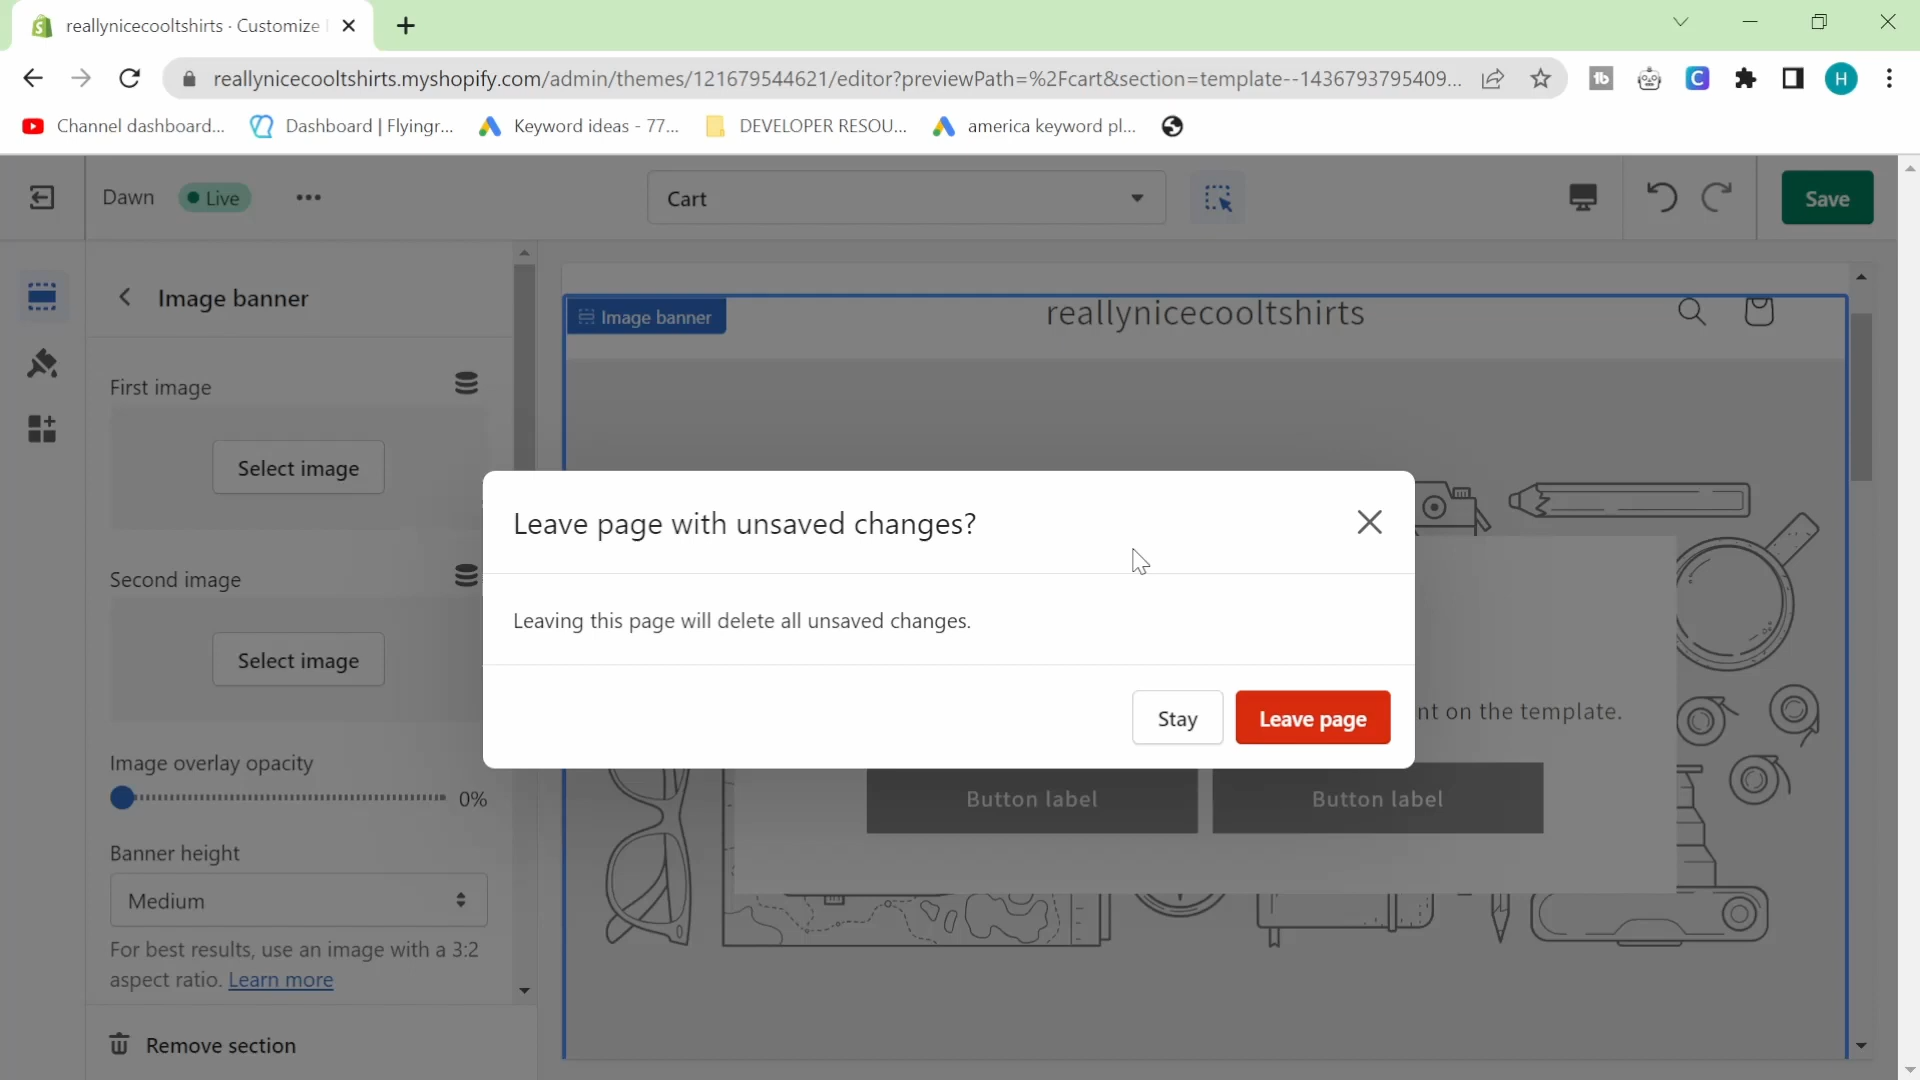 reallynicecooltshirts · Customize
reallynicecooltshirts.myshopify.com/admin/themes/121679544621/editor?previewPath=%2Fcart&section=template--1436793795409...
Channel dashboard...
Dashboard | Flyingr...
Keyword ideas - 77...
DEVELOPER RESOU...
america keyword pl...
Dawn
Live
Cart
Save
Image banner
First image
Select image
Second image
Select image
Image overlay opacity
0%
Banner height
Medium
For best results, use an image with a 3:2
aspect ratio. Learn more
Remove section
Image banner
reallynicecooltshirts
Leave page with unsaved changes?
Leaving this page will delete all unsaved changes.
Stay
Leave page
nt on the template.
Button label
Button label
tb
C
H